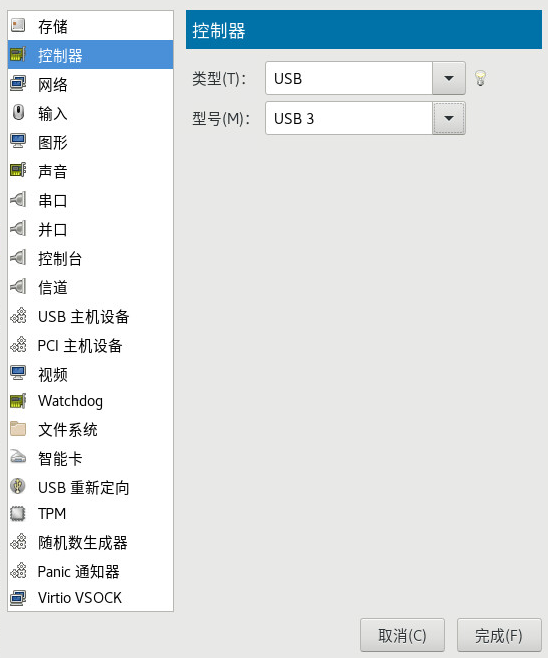 存储
控制器
网络
输入
图形
声音
串口
并口
控制台
信道
USB 主机设备
PCI 主机设备
视频
Watchdog
文件系统
智能卡
USB 重新定向
TPM
随机数生成器
Panic 通知器
Virtio VSOCK
控制器
类型(T)： USB
型号(M)： USB 3
取消(C) 完成(F)